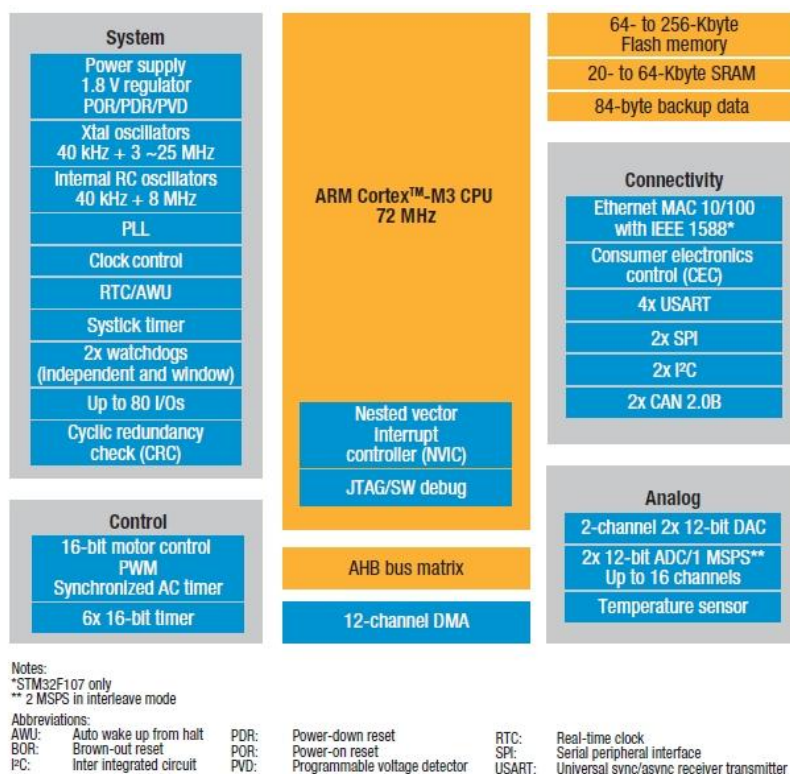 System
Power supply
1.8 V regulator
POR/PDR/PVD
Xtal oscillators
40 kHz + 3 ~25 MHz
Internal RC oscillators
40 kHz + 8 MHz
PLL
Clock control
RTC/AWU
Systick timer
2x watchdogs
(independent and window)
Up to 80 I/Os
Cyclic redundancy
check (CRC)
Control
16-bit motor control
PWM
Synchronized AC timer
6x 16-bit timer
ARM Cortex™-M3 CPU
72 MHz
Nested vector
interrupt
controller (NVIC)
JTAG/SW debug
AHB bus matrix
12-channel DMA
64- to 256-Kbyte
Flash memory
20- to 64-Kbyte SRAM
84-byte backup data
Connectivity
Ethernet MAC 10/100
with IEEE 1588*
Consumer electronics
control (CEC)
4x USART
2x SPI
2x I²C
2x CAN 2.0B
Analog
2-channel 2x 12-bit DAC
2x 12-bit ADC/1 MSPS**
Up to 16 channels
Temperature sensor
Notes:
*STM32F107 only
** 2 MSPS in interleave mode
Abbreviations:
AWU: Auto wake up from halt
BOR: Brown-out reset
I²C: Inter integrated circuit
PDR: Power-down reset
POR: Power-on reset
PVD: Programmable voltage detector
RTC: Real-time clock
SPI: Serial peripheral interface
USART: Universal sync/async receiver transmitter